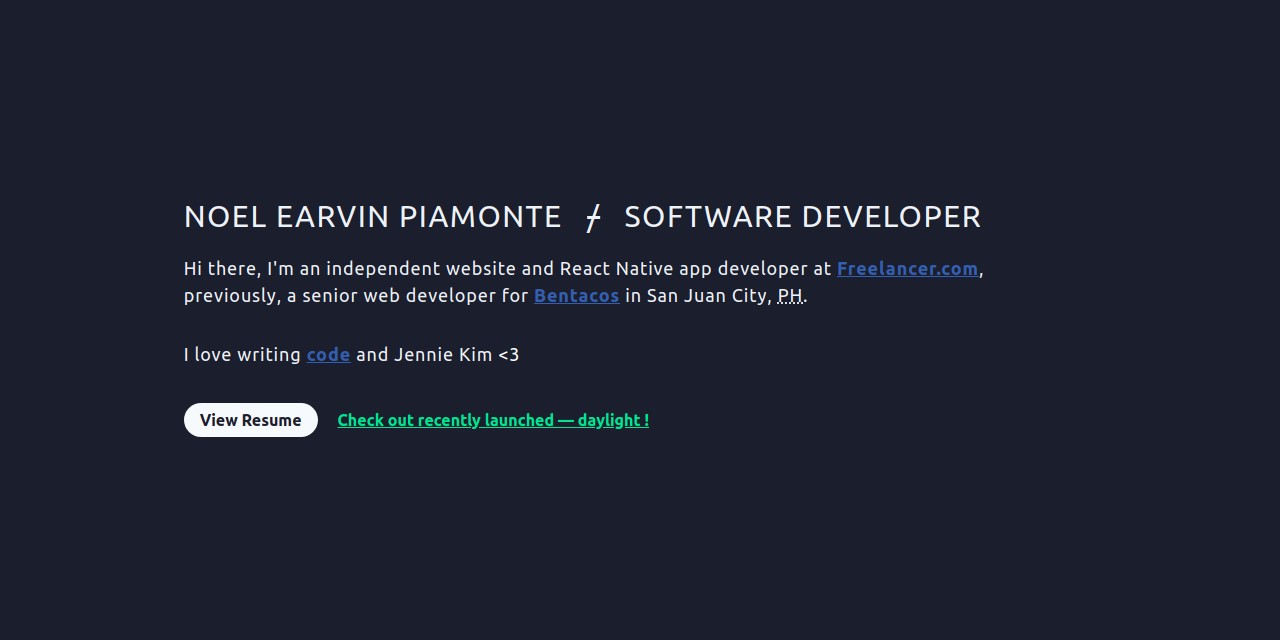 NOEL EARVIN PIAMONTE / SOFTWARE DEVELOPER
Hi there, I'm an independent website and React Native app developer at Freelancer.com,
previously, a senior web developer for Bentacos in San Juan City, PH.
I love writing code and Jennie Kim <3
View Resume Check out recently launched — daylight !